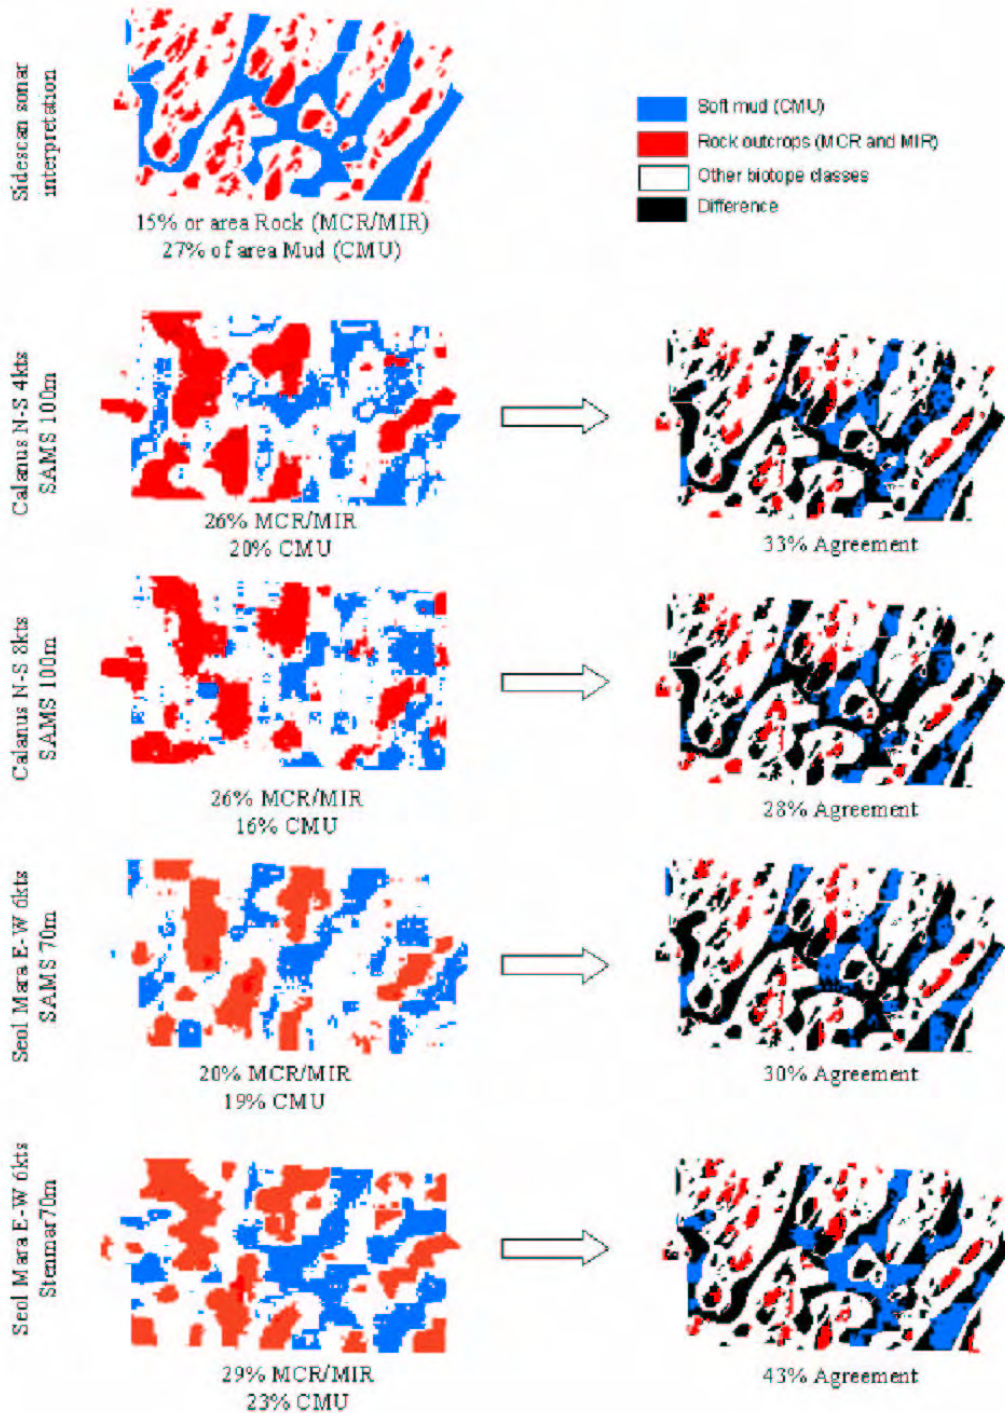 Sidescan sonar
interpretation
15% or area Rock (MCR/MIR)
27% of area Mud (CMU)
Soft mud (CMU)
Rock outcrops (MCR and MIR)
Other biotope classes
Difference
Calanus N-S 4kts
SAMS 100m
26% MCR/MIR
20% CMU
33% Agreement
Calanus N-S 8kts
SAMS 100m
26% MCR/MIR
16% CMU
28% Agreement
Seol Mara E-W 6kts
SAMS 70m
20% MCR/MIR
19% CMU
30% Agreement
Seol Mara E-W 6kts
Stenmar70m
29% MCR/MIR
23% CMU
43% Agreement